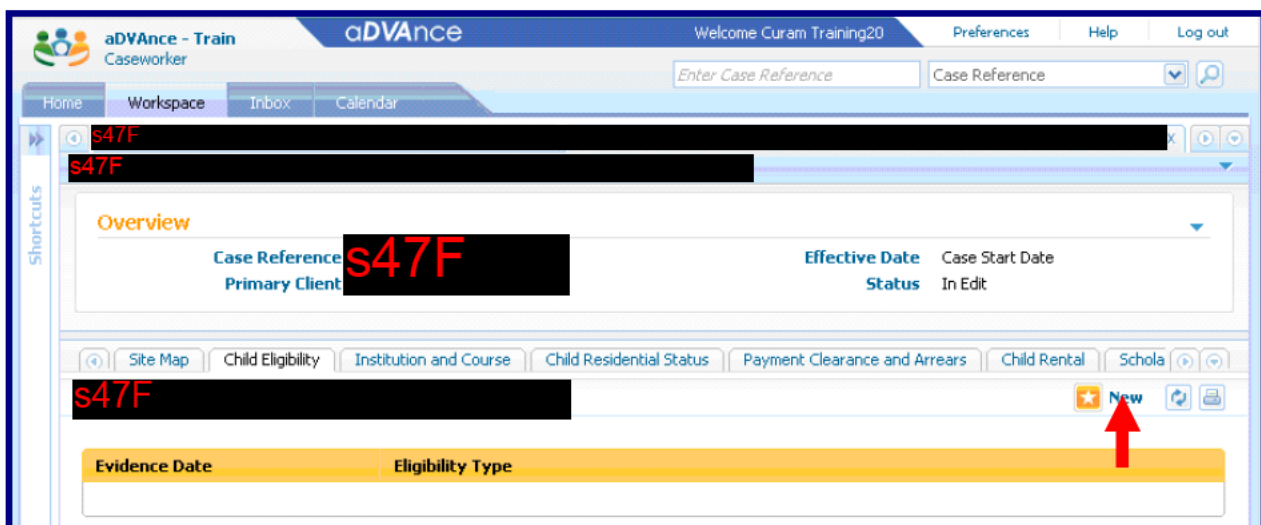 aDVAnce - Train
Caseworker
aDVAnce
Welcome Curam Training20
Preferences
Help
Log out
Enter Case Reference
Case Reference
Home
Workspace
Inbox
Calendar
s47F
x
s47F
Shortcuts
Overview
Case Reference
s47F
Effective Date Case Start Date
Primary Client
Status In Edit
Site Map
Child Eligibility
Institution and Course
Child Residential Status
Payment Clearance and Arrears
Child Rental
Schola
s47F
New
Evidence Date
Eligibility Type